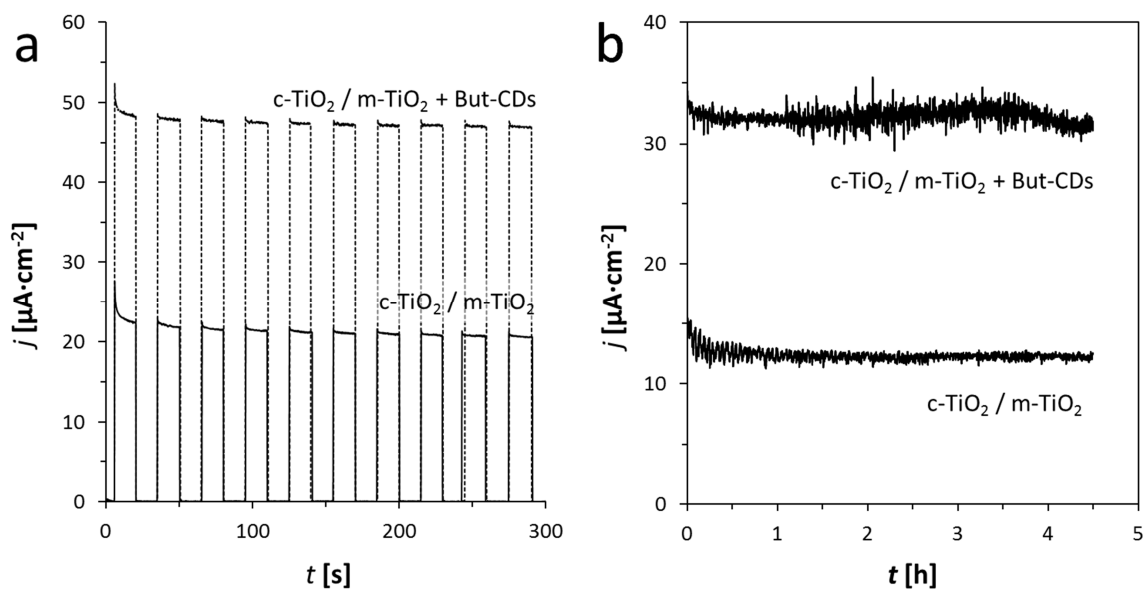 a
60
50
40
30
20
10
0
j [µA·cm⁻²]
c-TiO₂ / m-TiO₂ + But-CDs
c-TiO₂ / m-TiO₂
0
100
200
300
t [s]
b
40
30
20
10
0
j [µA·cm⁻²]
c-TiO₂ / m-TiO₂ + But-CDs
c-TiO₂ / m-TiO₂
0
1
2
3
4
5
t [h]